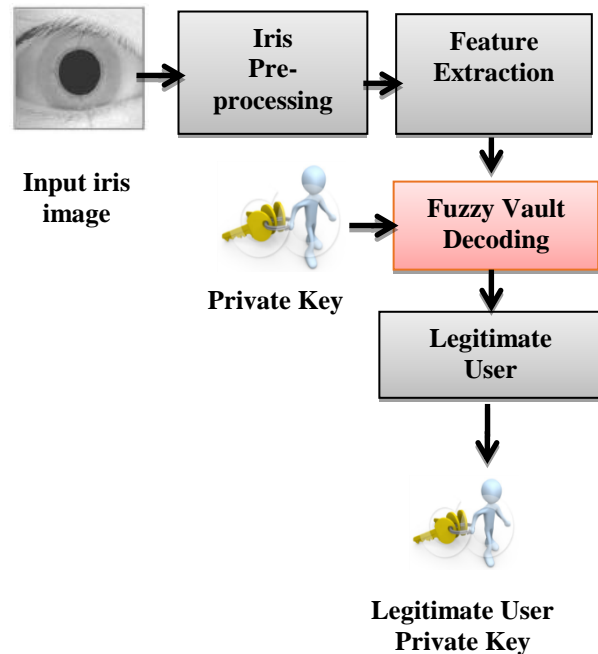 Iris
Pre-
processing
Feature
Extraction
Input iris
image
Fuzzy Vault
Decoding
Private Key
Legitimate
User
Legitimate User
Private Key